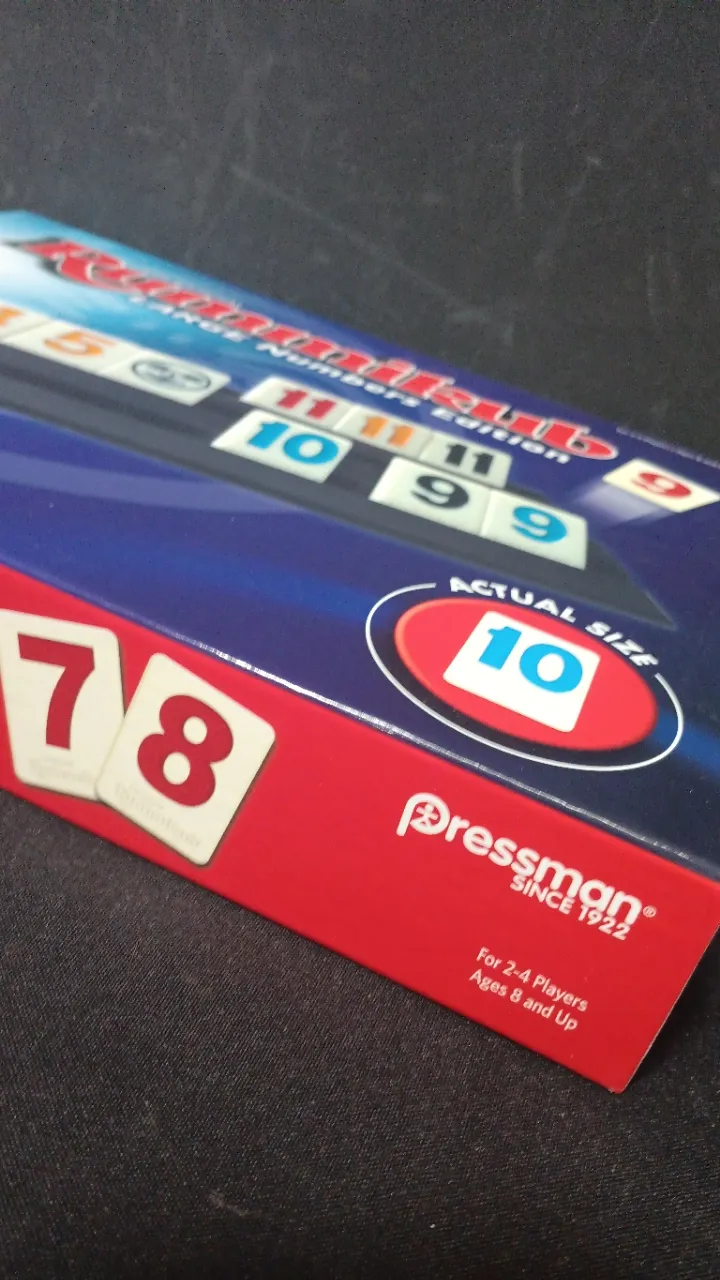 Rummikub
LARGE Numbers Edition
5
11 11 11
10
9 9
9
ACTUAL SIZE
10
7 8
Pressman®
SINCE 1922
For 2-4 Players
Ages 8 and Up